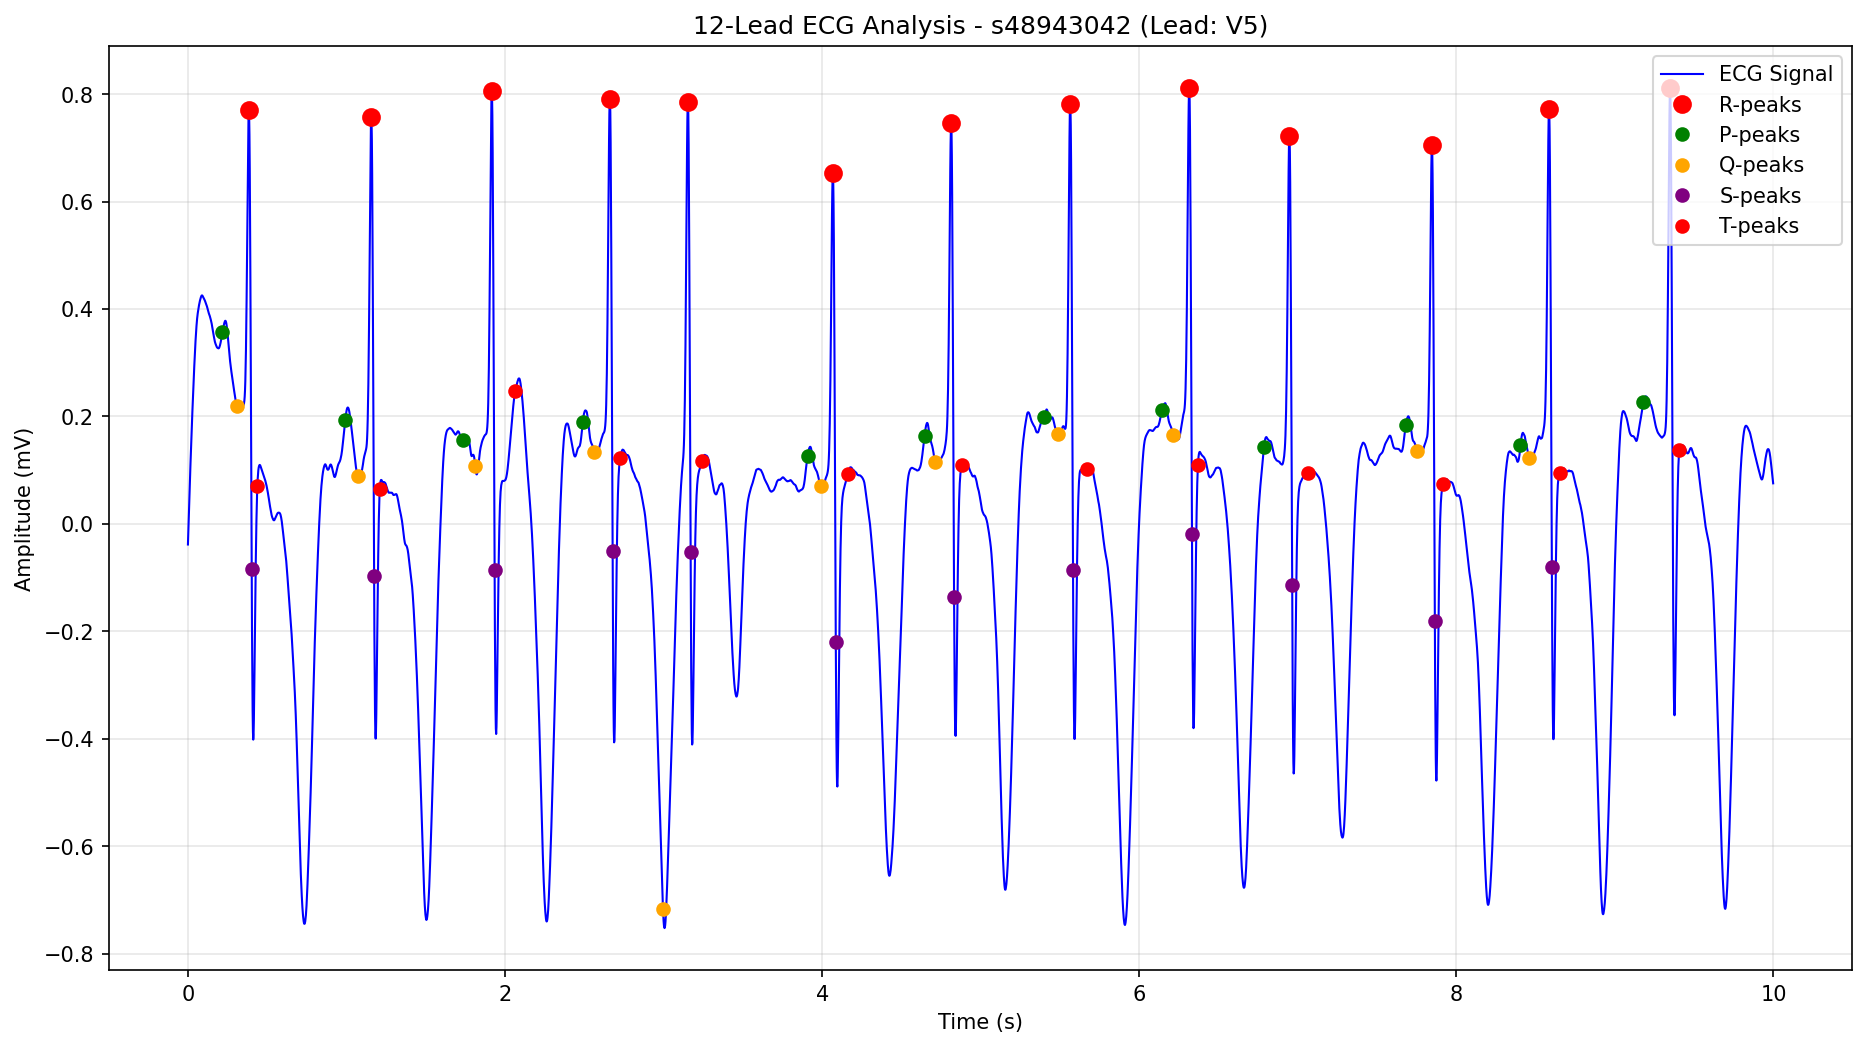 12-Lead ECG Analysis - s48943042 (Lead: V5)
ECG Signal
R-peaks
P-peaks
Q-peaks
S-peaks
T-peaks
Amplitude (mV)
0.8
0.6
0.4
0.2
0.0
−0.2
−0.4
−0.6
−0.8
0 2 4 6 8 10
Time (s)